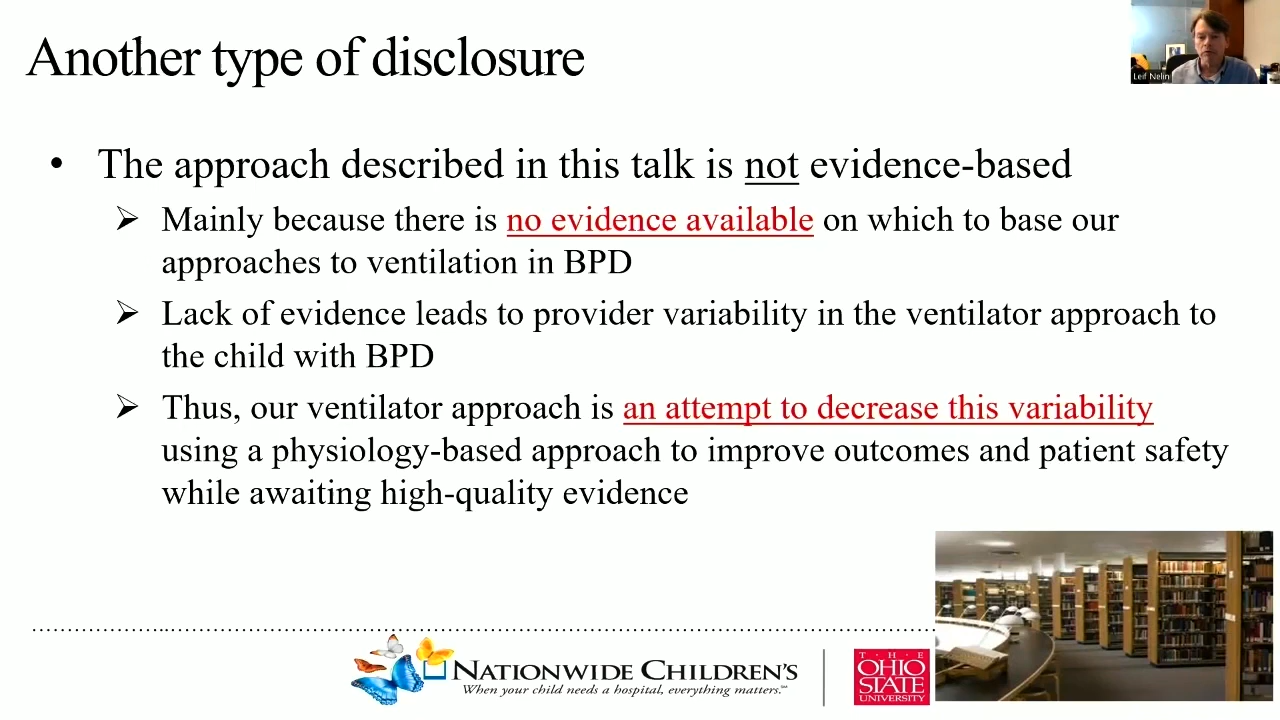 Another type of disclosure
Leif Nelin
• The approach described in this talk is not evidence-based
➢ Mainly because there is no evidence available on which to base our
approaches to ventilation in BPD
➢ Lack of evidence leads to provider variability in the ventilator approach to
the child with BPD
➢ Thus, our ventilator approach is an attempt to decrease this variability
using a physiology-based approach to improve outcomes and patient safety
while awaiting high-quality evidence
NATIONWIDE CHILDREN'S
When your child needs a hospital, everything matters.℠
T·H·E
OHIO
STATE
UNIVERSITY